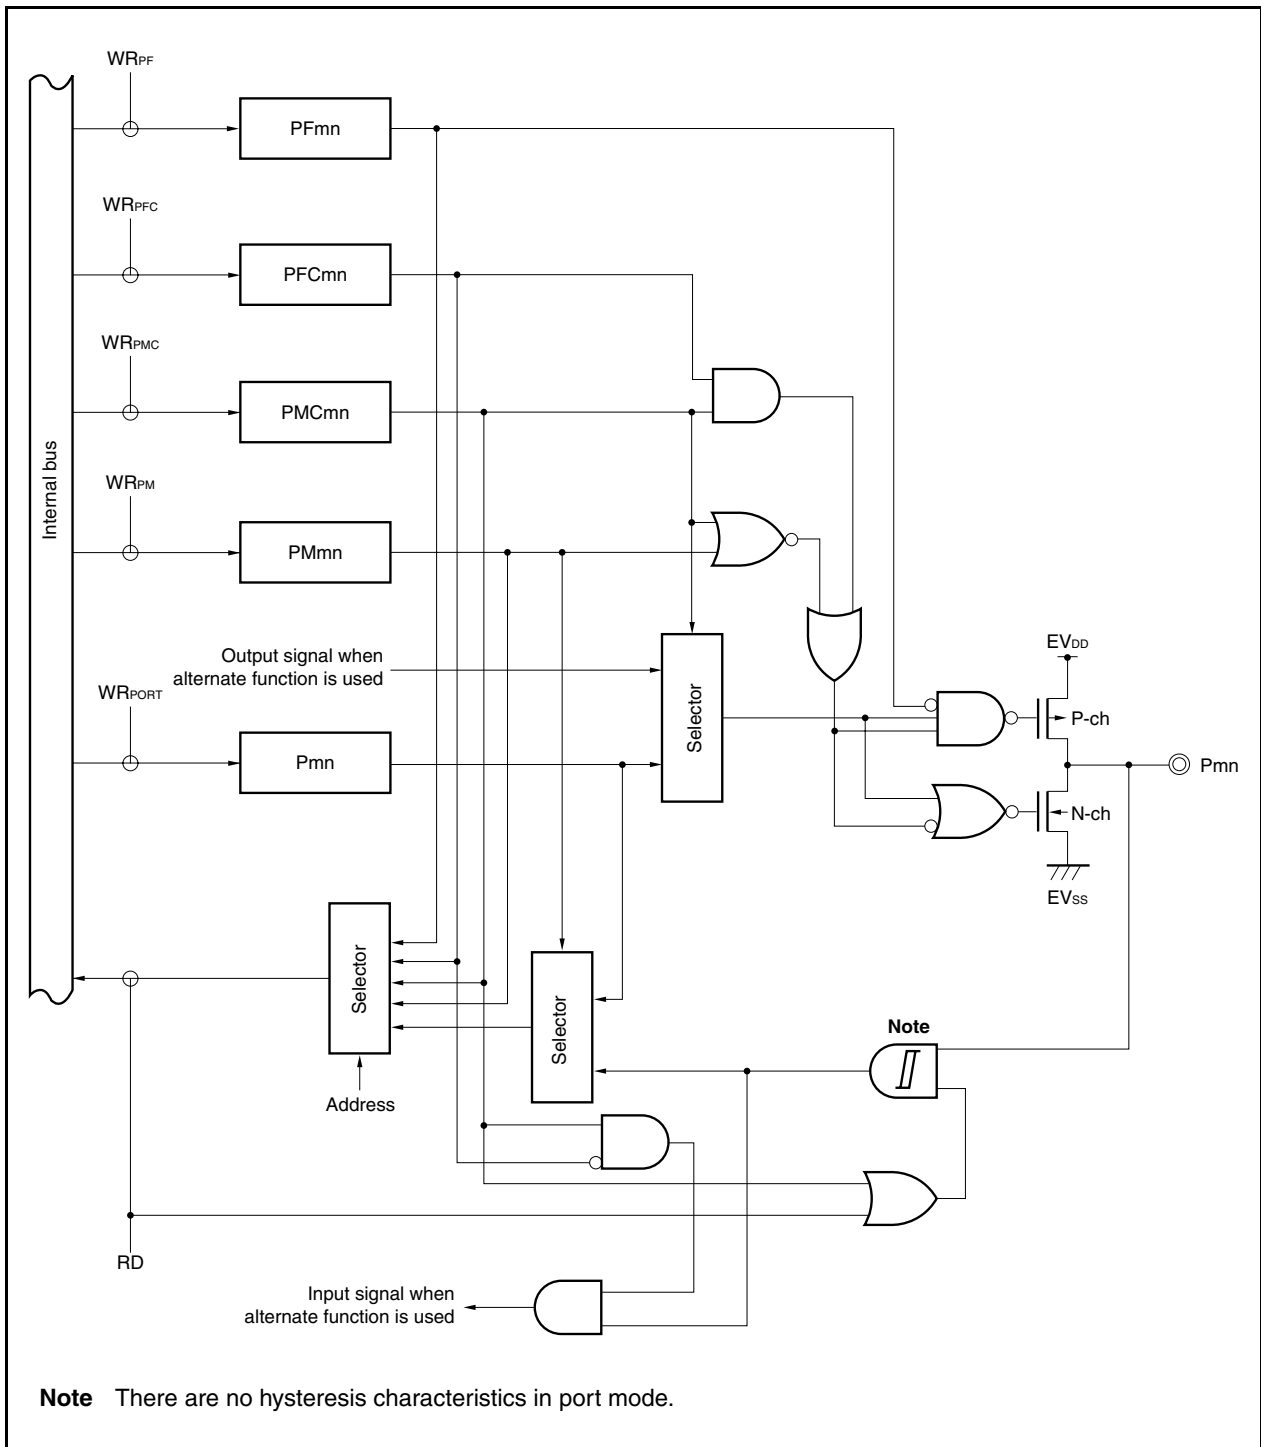 WRPF
PFmn
WRPFC
PFCmn
WRPMC
PMCmn
Internal bus
WRPM
PMmn
Output signal when
alternate function is used
WRPORT
Pmn
Selector
EVDD
P-ch
Pmn
N-ch
EVSS
Selector
Selector
Address
Note
RD
Input signal when
alternate function is used
Note There are no hysteresis characteristics in port mode.